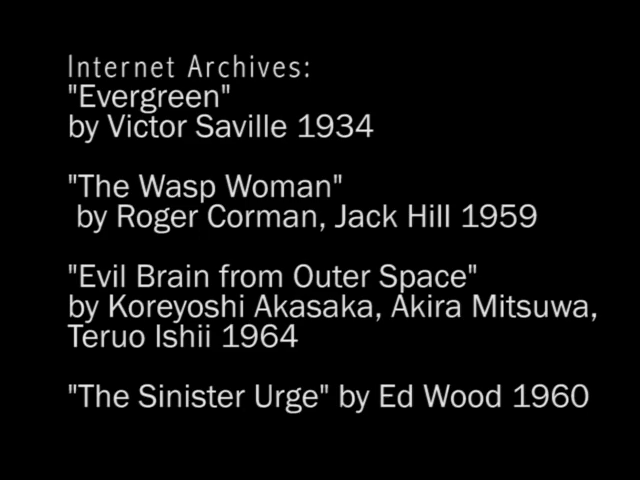 Internet Archives:
"Evergreen"
by Victor Saville 1934
"The Wasp Woman"
by Roger Corman, Jack Hill 1959
"Evil Brain from Outer Space"
by Koreyoshi Akasaka, Akira Mitsuwa,
Teruo Ishii 1964
"The Sinister Urge" by Ed Wood 1960